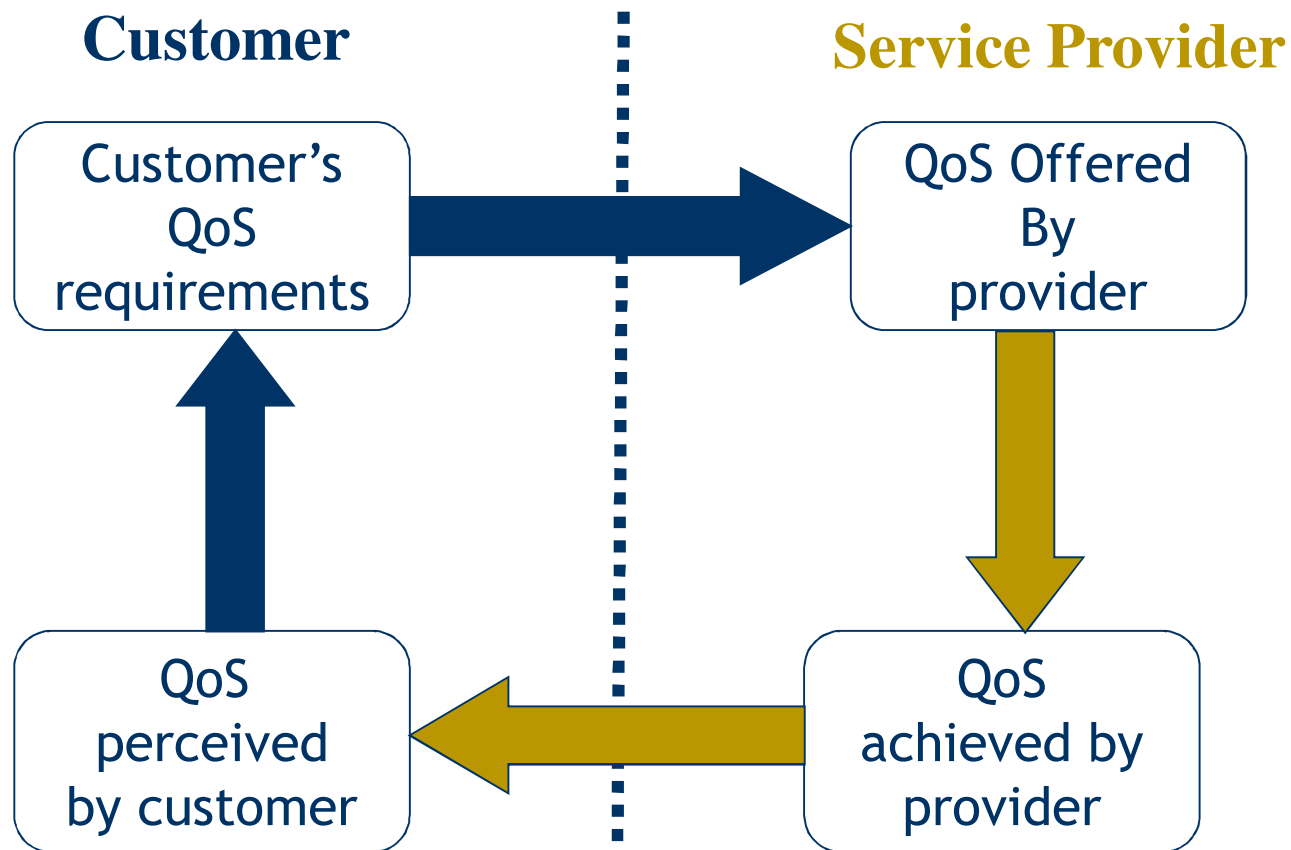 Customer
Service Provider
Customer’s
QoS
requirements
QoS Offered
By
provider
QoS
perceived
by customer
QoS
achieved by
provider